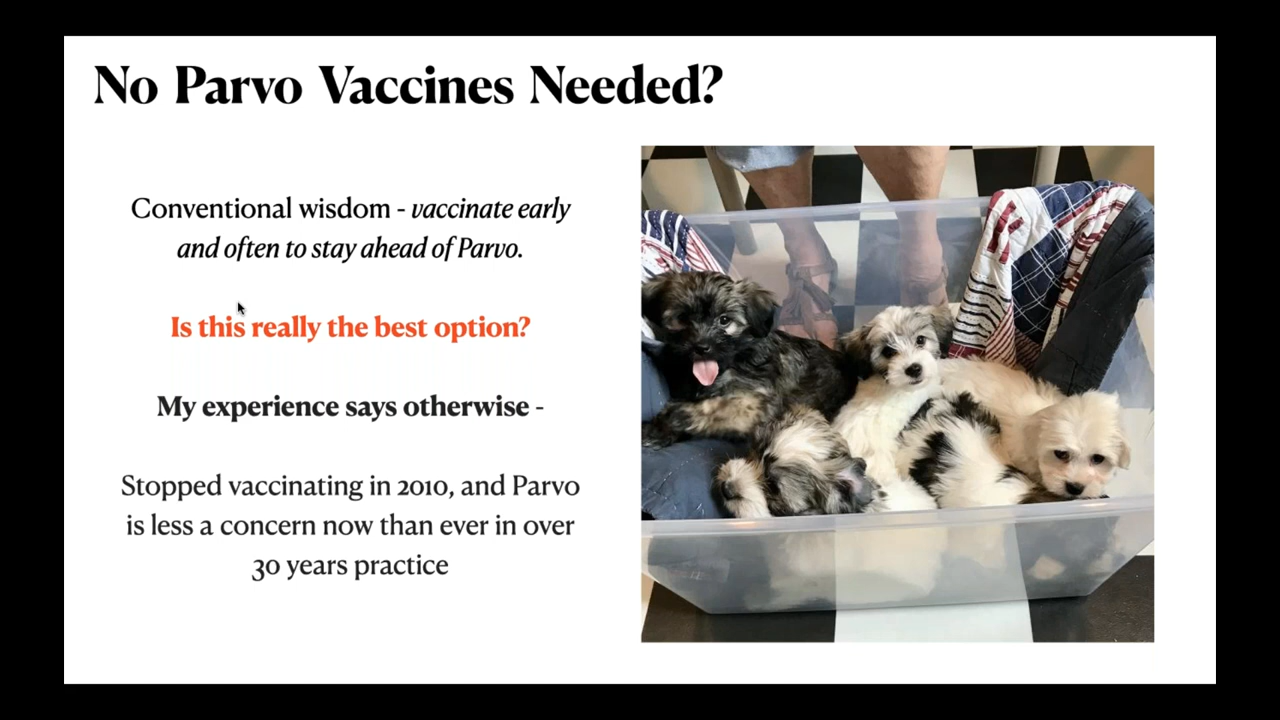 No Parvo Vaccines Needed?
Conventional wisdom - vaccinate early
and often to stay ahead of Parvo.
Is this really the best option?
My experience says otherwise -
Stopped vaccinating in 2010, and Parvo
is less a concern now than ever in over
30 years practice